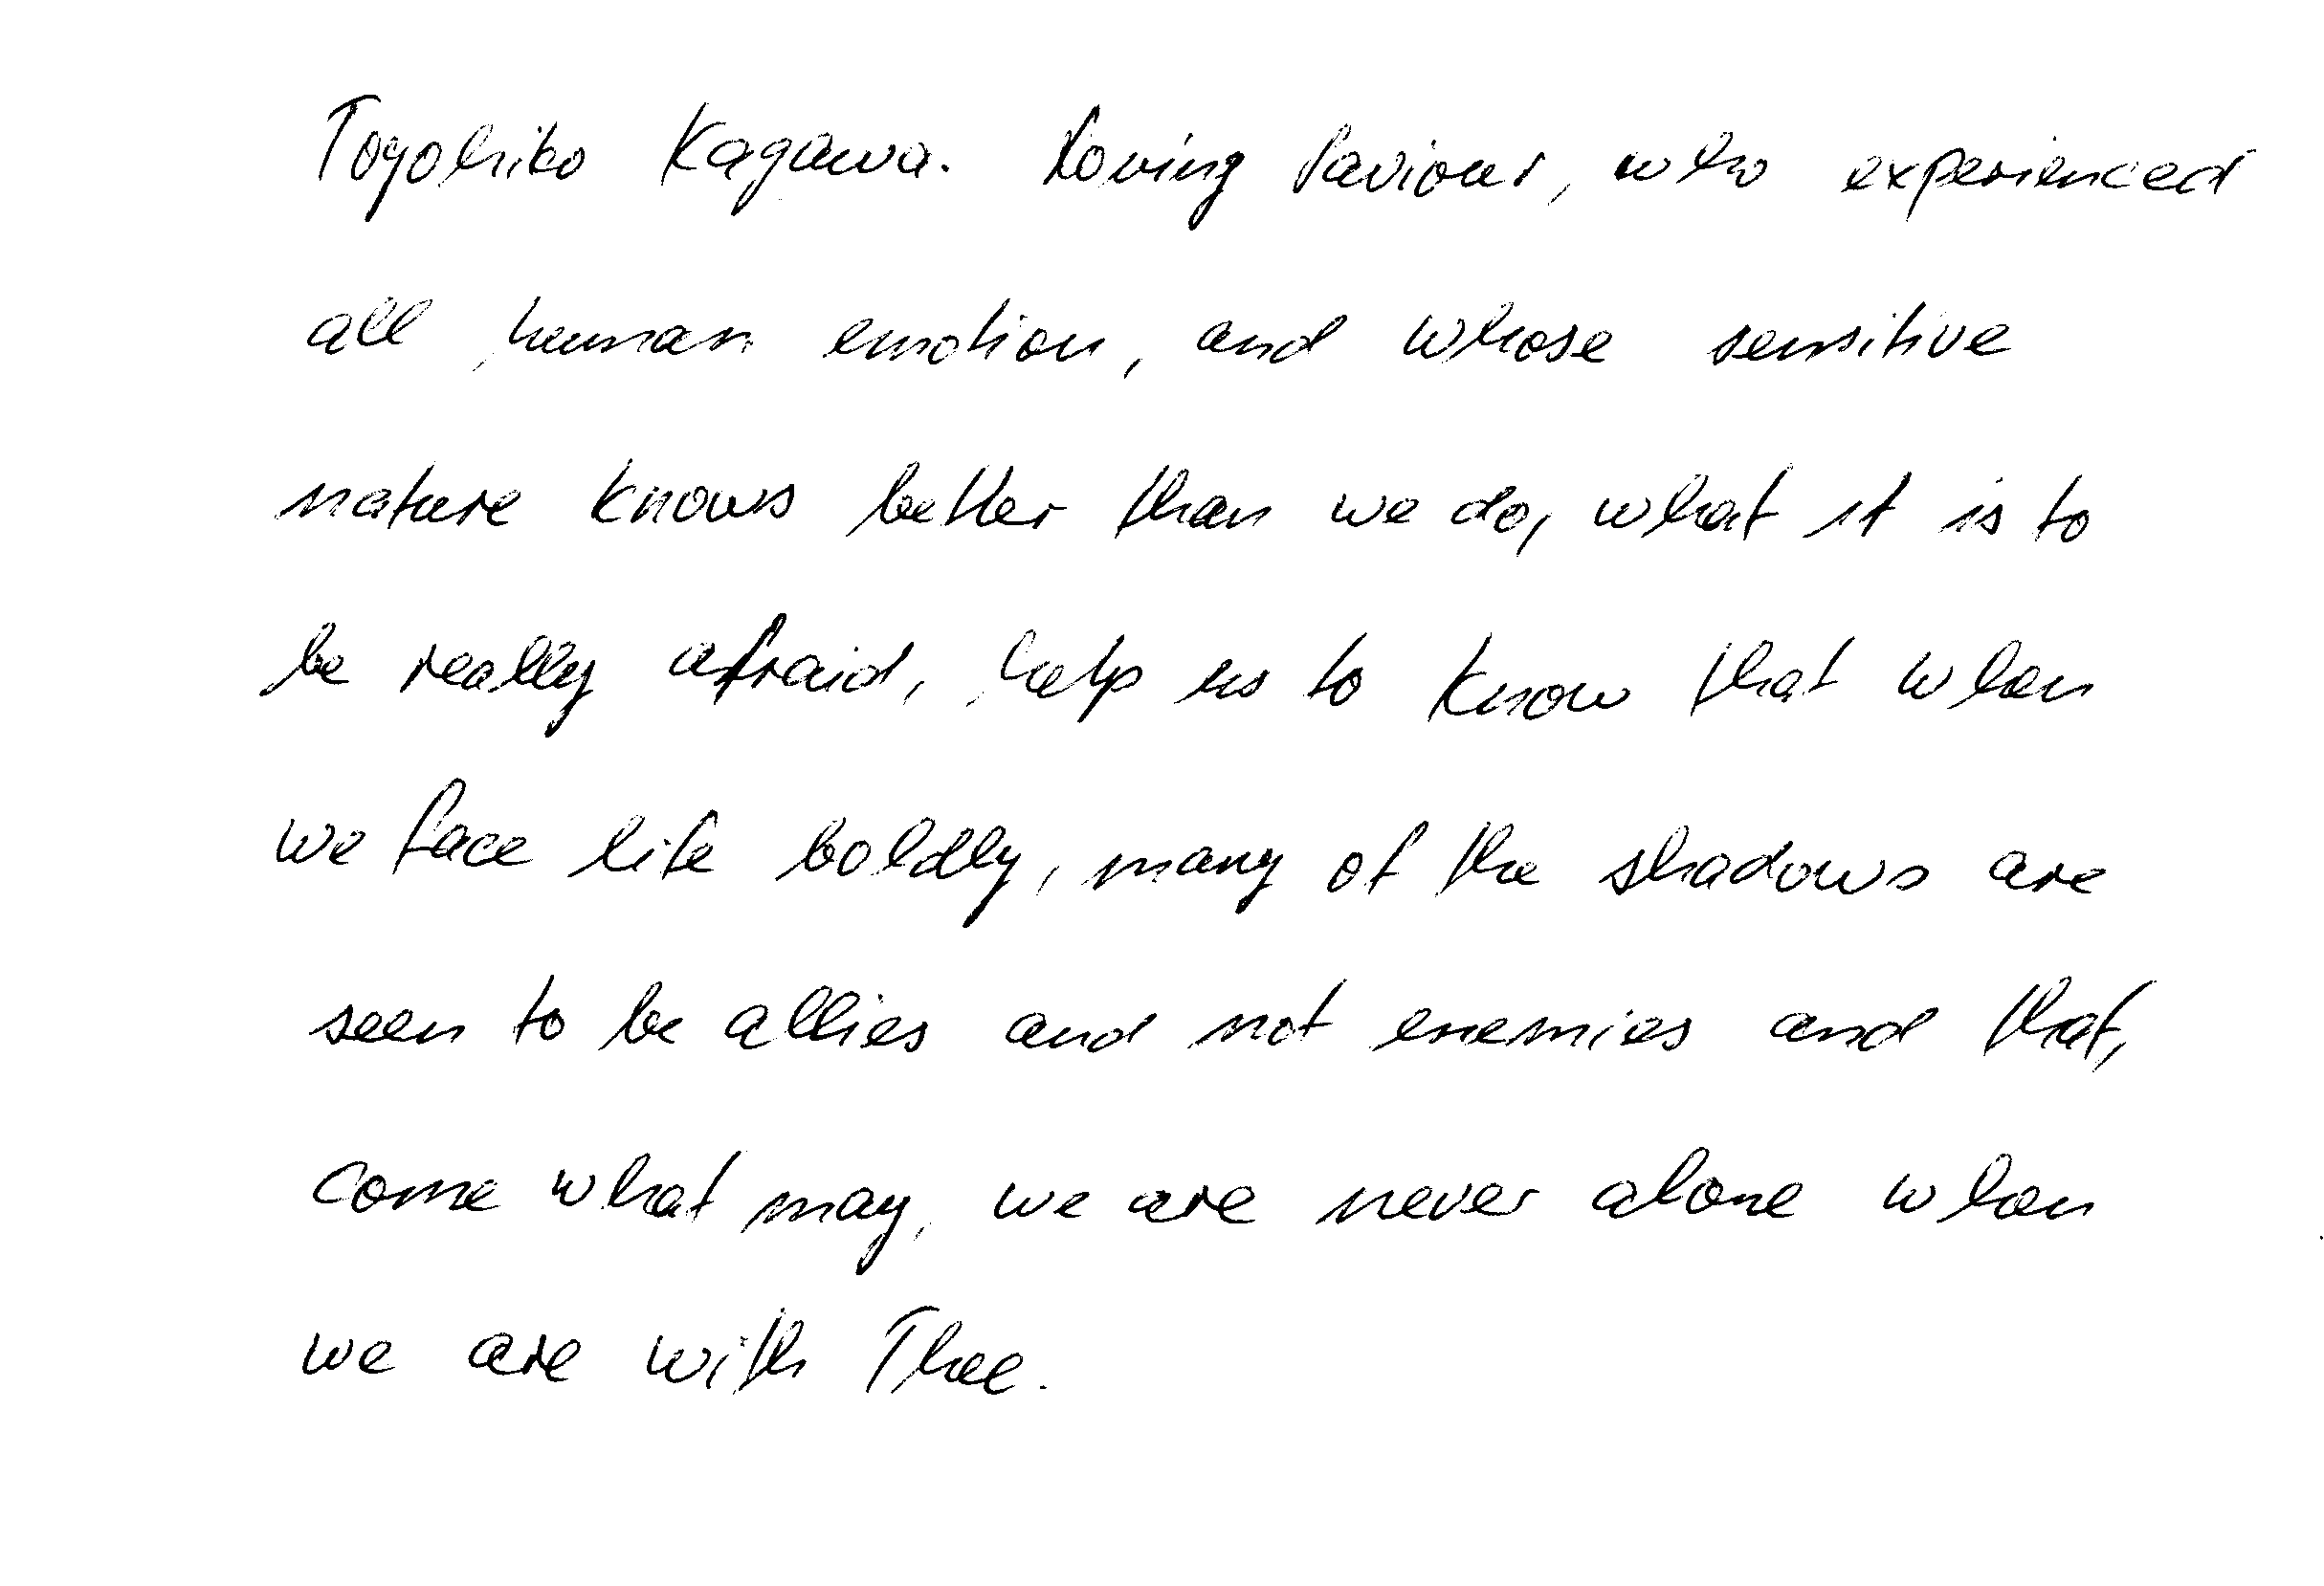 Toyohiko Kagawa. Loving Saviour, who experienced
all human emotion, and whose sensitive
nature knows better than we do, what it is to
be really afraid, help us to know that when
we face life boldly, many of the shadows are
seen to be allies and not enemies and that,
come what may, we are never alone when
we are with Thee.